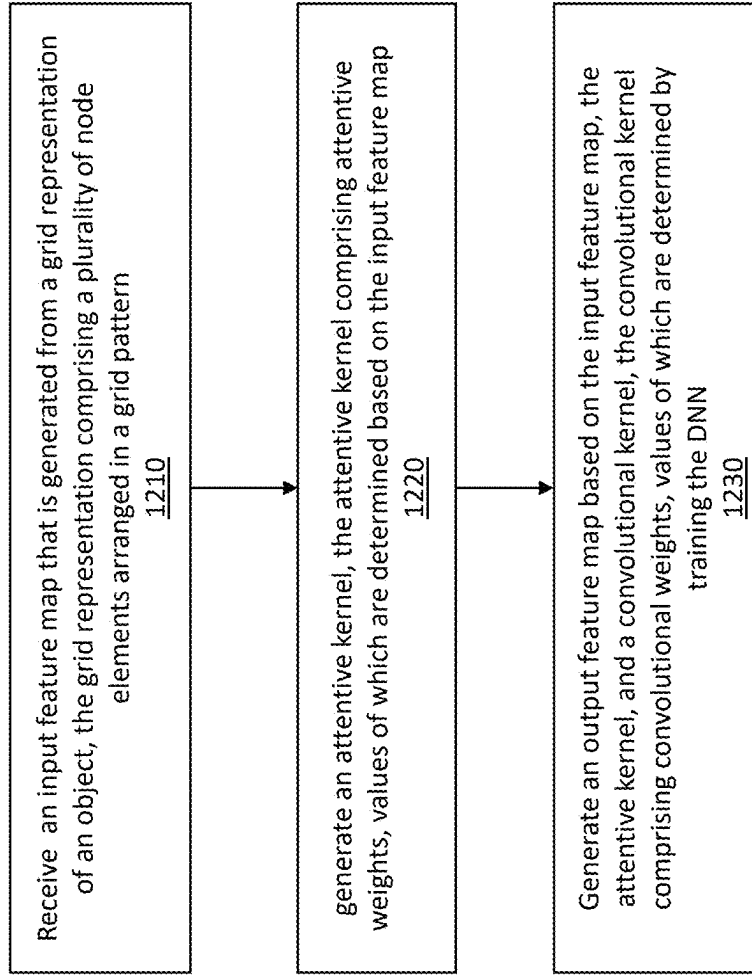 Receive an input feature map that is generated from a grid representation
of an object, the grid representation comprising a plurality of node
elements arranged in a grid pattern
1210
generate an attentive kernel, the attentive kernel comprising attentive
weights, values of which are determined based on the input feature map
1220
Generate an output feature map based on the input feature map, the
attentive kernel, and a convolutional kernel, the convolutional kernel
comprising convolutional weights, values of which are determined by
training the DNN
1230